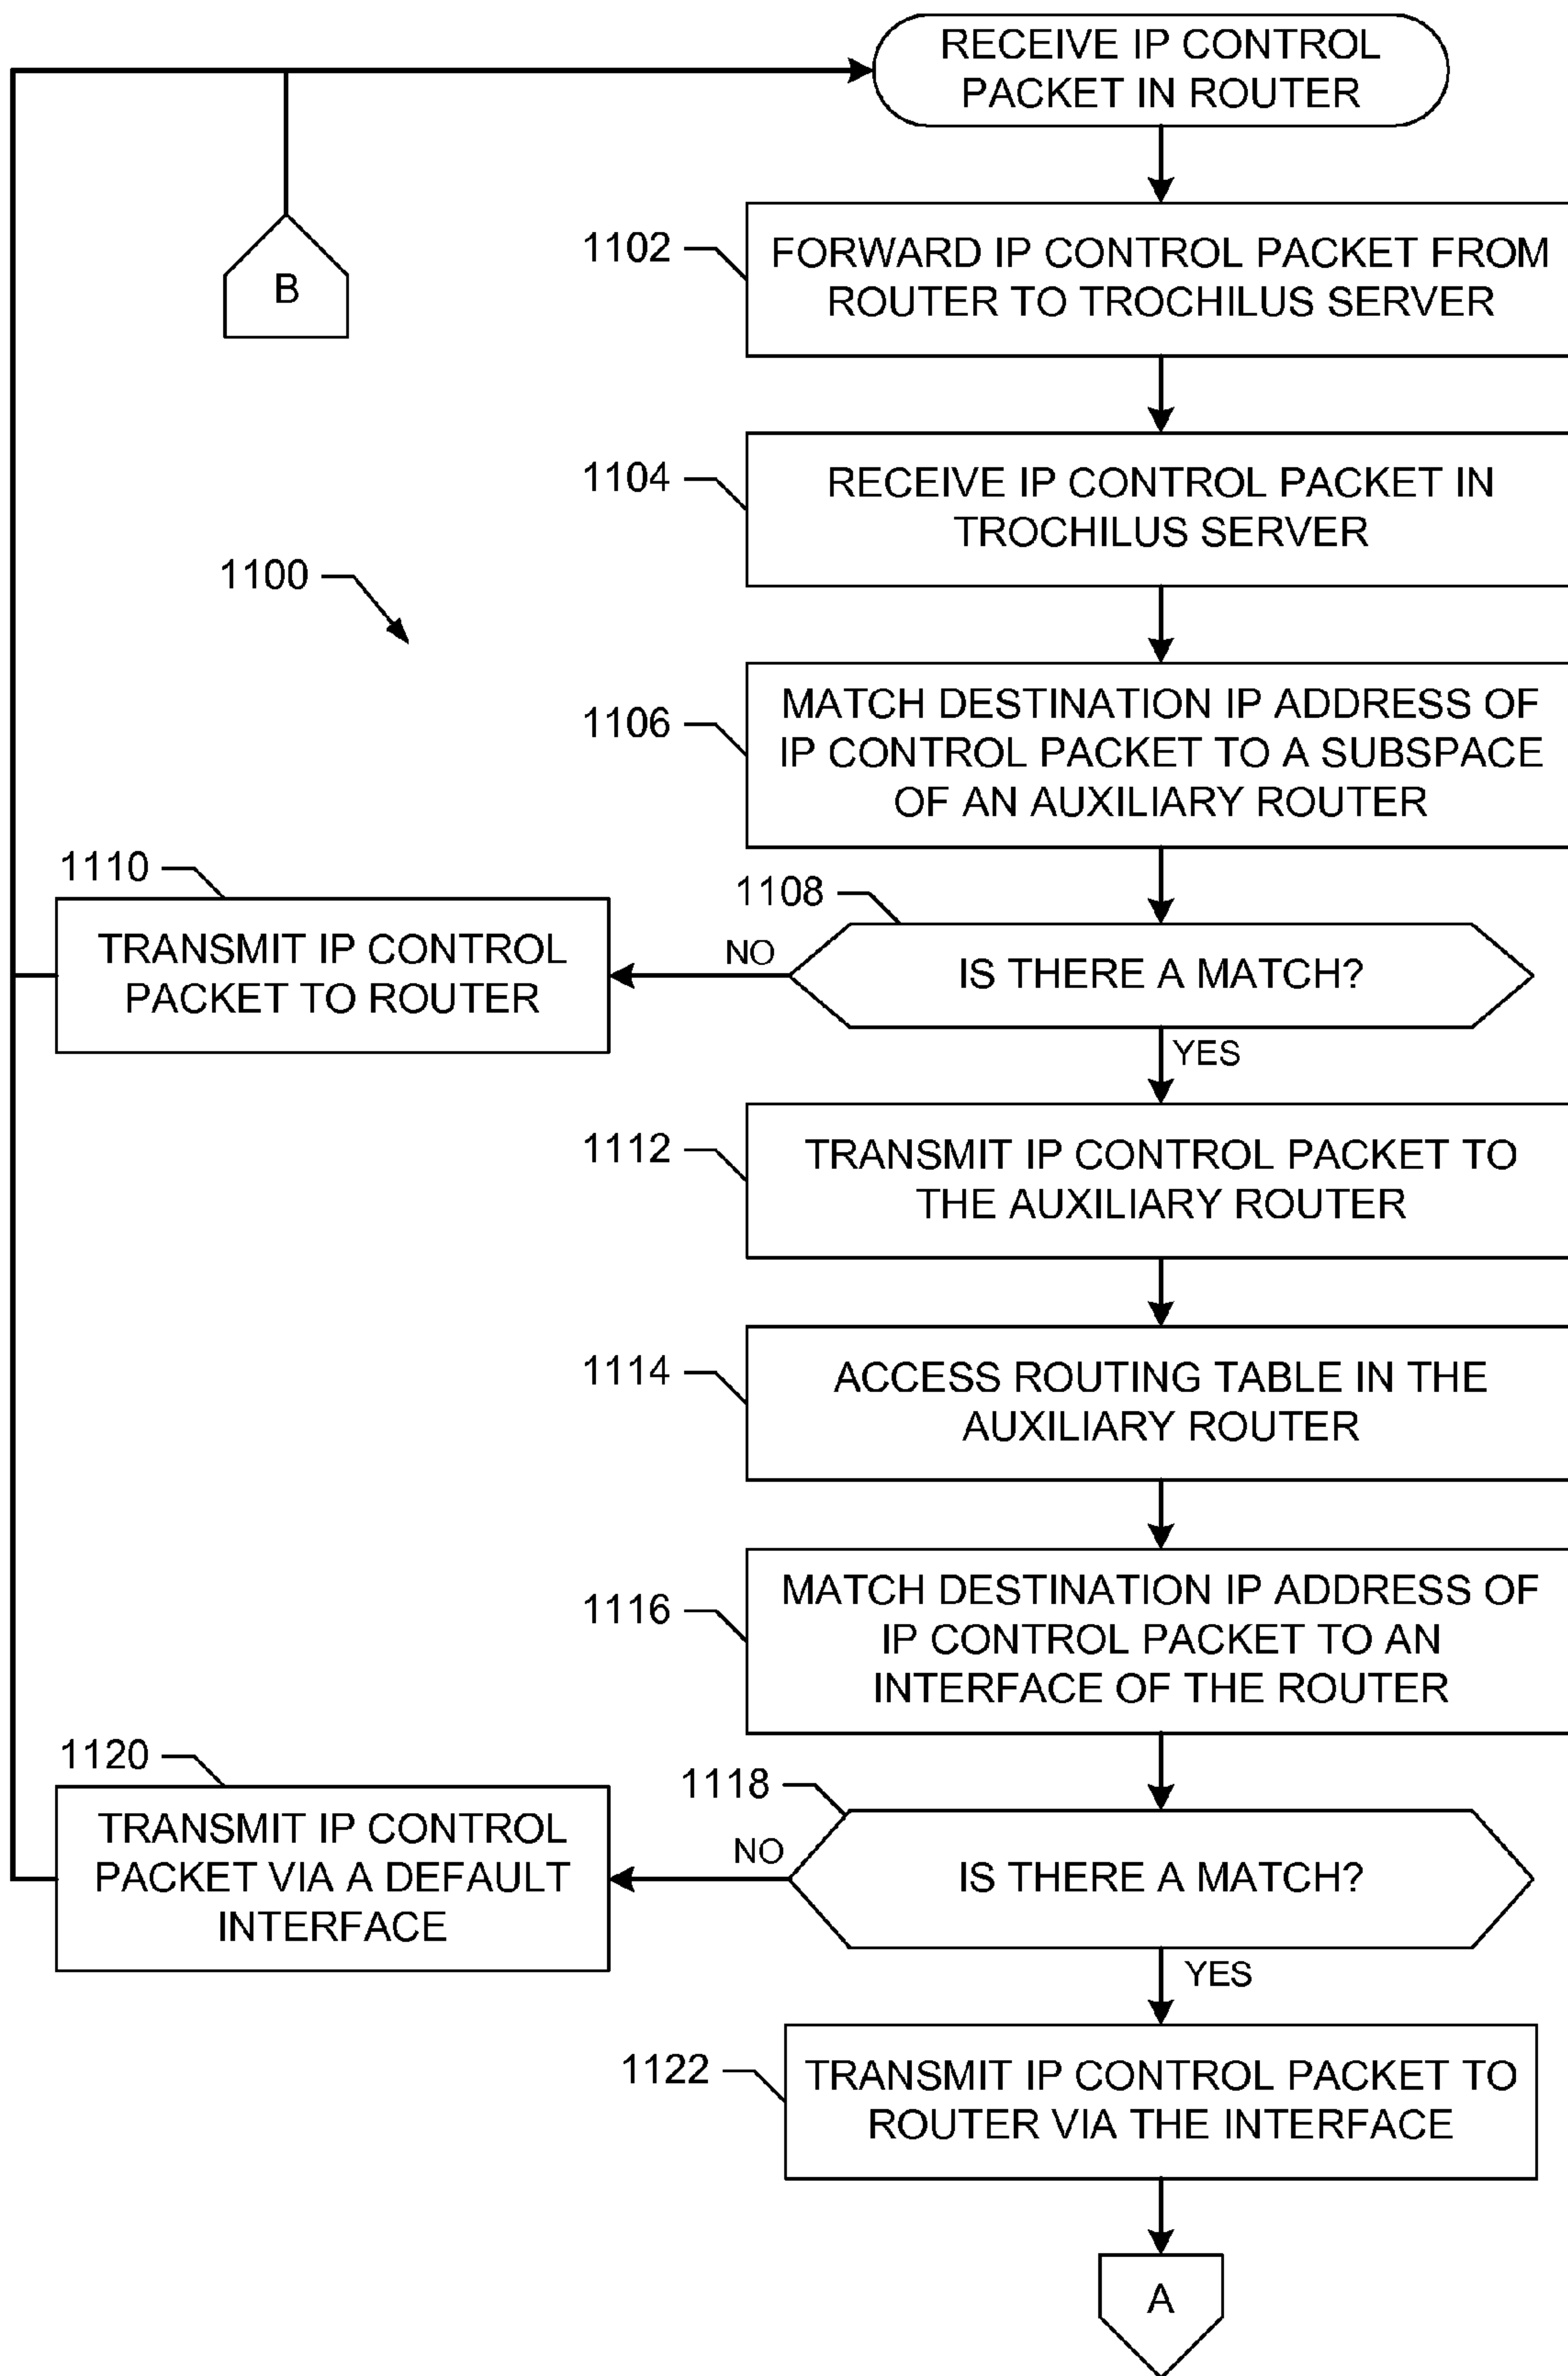 RECEIVE IP CONTROL
PACKET IN ROUTER
B
1102
FORWARD IP CONTROL PACKET FROM
ROUTER TO TROCHILUS SERVER
1104
RECEIVE IP CONTROL PACKET IN
TROCHILUS SERVER
1100
1106
MATCH DESTINATION IP ADDRESS OF
IP CONTROL PACKET TO A SUBSPACE
OF AN AUXILIARY ROUTER
1108
IS THERE A MATCH?
NO
1110
TRANSMIT IP CONTROL
PACKET TO ROUTER
YES
1112
TRANSMIT IP CONTROL PACKET TO
THE AUXILIARY ROUTER
1114
ACCESS ROUTING TABLE IN THE
AUXILIARY ROUTER
1116
MATCH DESTINATION IP ADDRESS OF
IP CONTROL PACKET TO AN
INTERFACE OF THE ROUTER
1118
IS THERE A MATCH?
NO
1120
TRANSMIT IP CONTROL
PACKET VIA A DEFAULT
INTERFACE
YES
1122
TRANSMIT IP CONTROL PACKET TO
ROUTER VIA THE INTERFACE
A